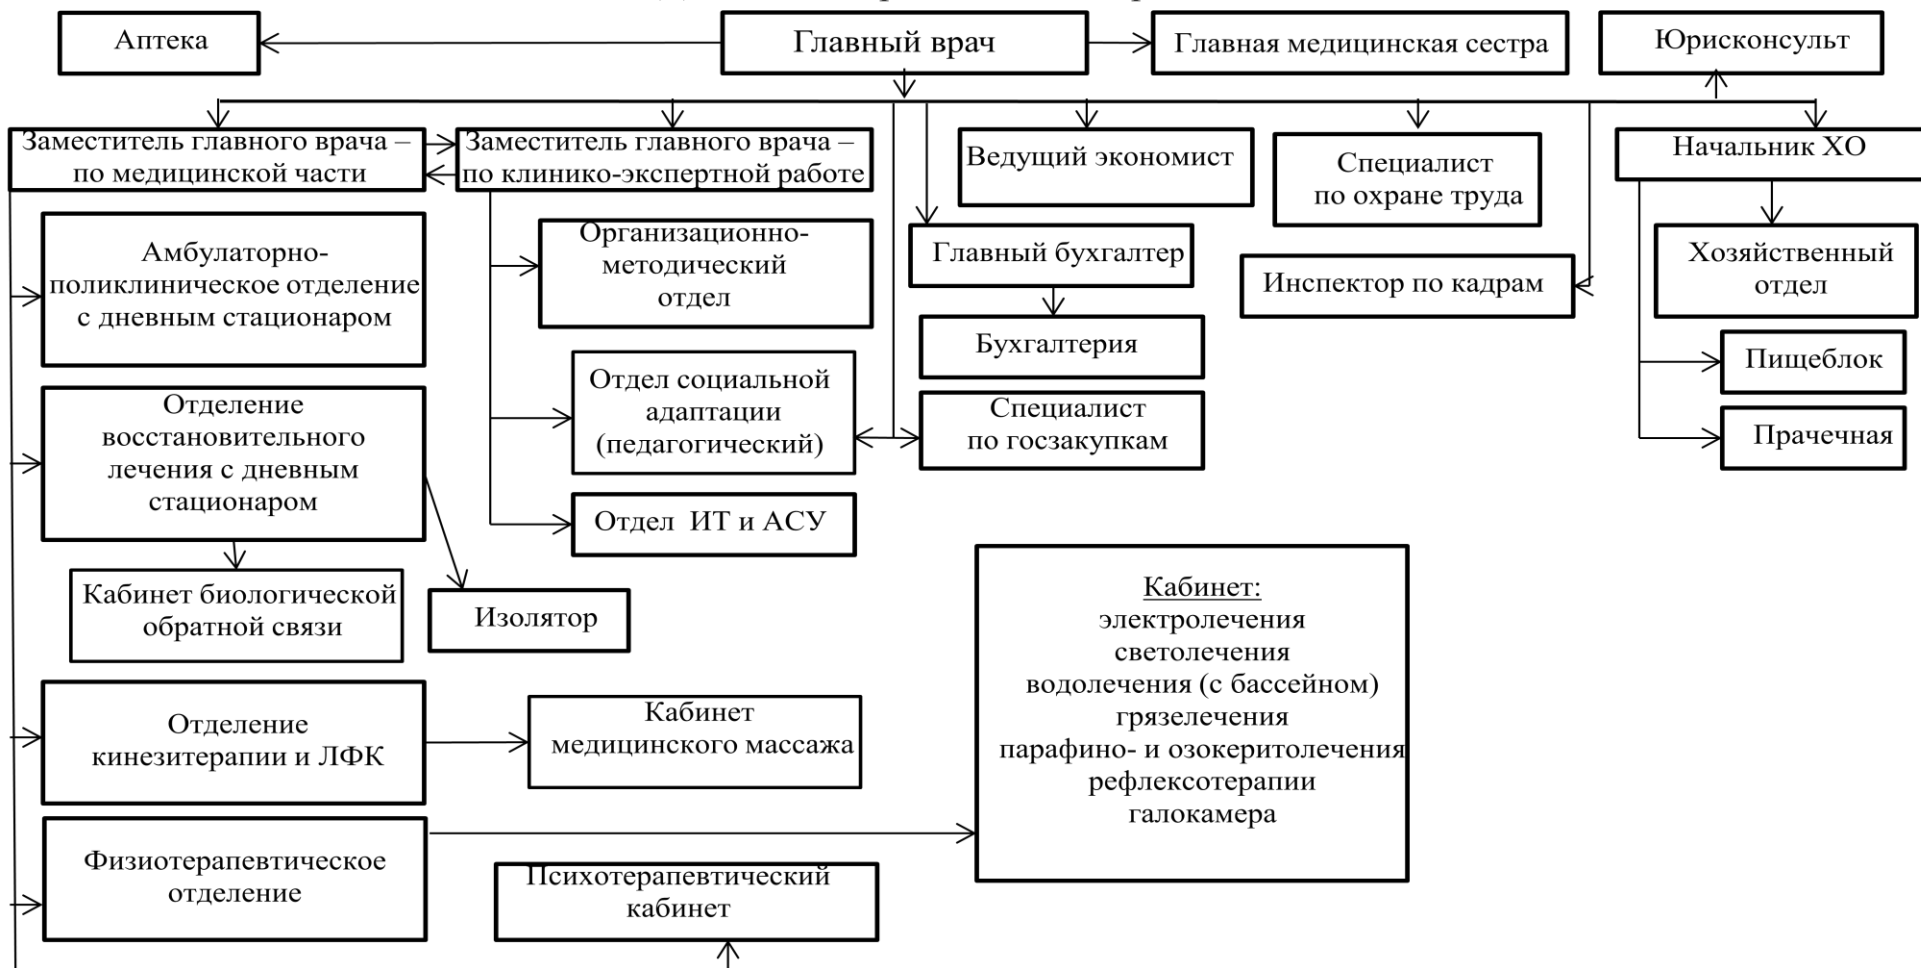 Аптека
Главный врач
Главная медицинская сестра
Юрисконсульт
Заместитель главного врача –
по медицинской части
Заместитель главного врача –
по клинико-экспертной работе
Ведущий экономист
Специалист
по охране труда
Начальник ХО
Амбулаторно-
поликлиническое отделение
с дневным стационаром
Организационно-
методический
отдел
Главный бухгалтер
Инспектор по кадрам
Хозяйственный
отдел
Бухгалтерия
Пищеблок
Отделение
восстановительного
лечения с дневным
стационаром
Отдел социальной
адаптации
(педагогический)
Специалист
по госзакупкам
Прачечная
Отдел ИТ и АСУ
Кабинет биологической
обратной связи
Изолятор
Кабинет:
электролечения
светолечения
водолечения (с бассейном)
грязелечения
парафино- и озокеритолечения
рефлексотерапии
галокамера
Отделение
кинезитерапии и ЛФК
Кабинет
медицинского массажа
Физиотерапевтическое
отделение
Психотерапевтический
кабинет